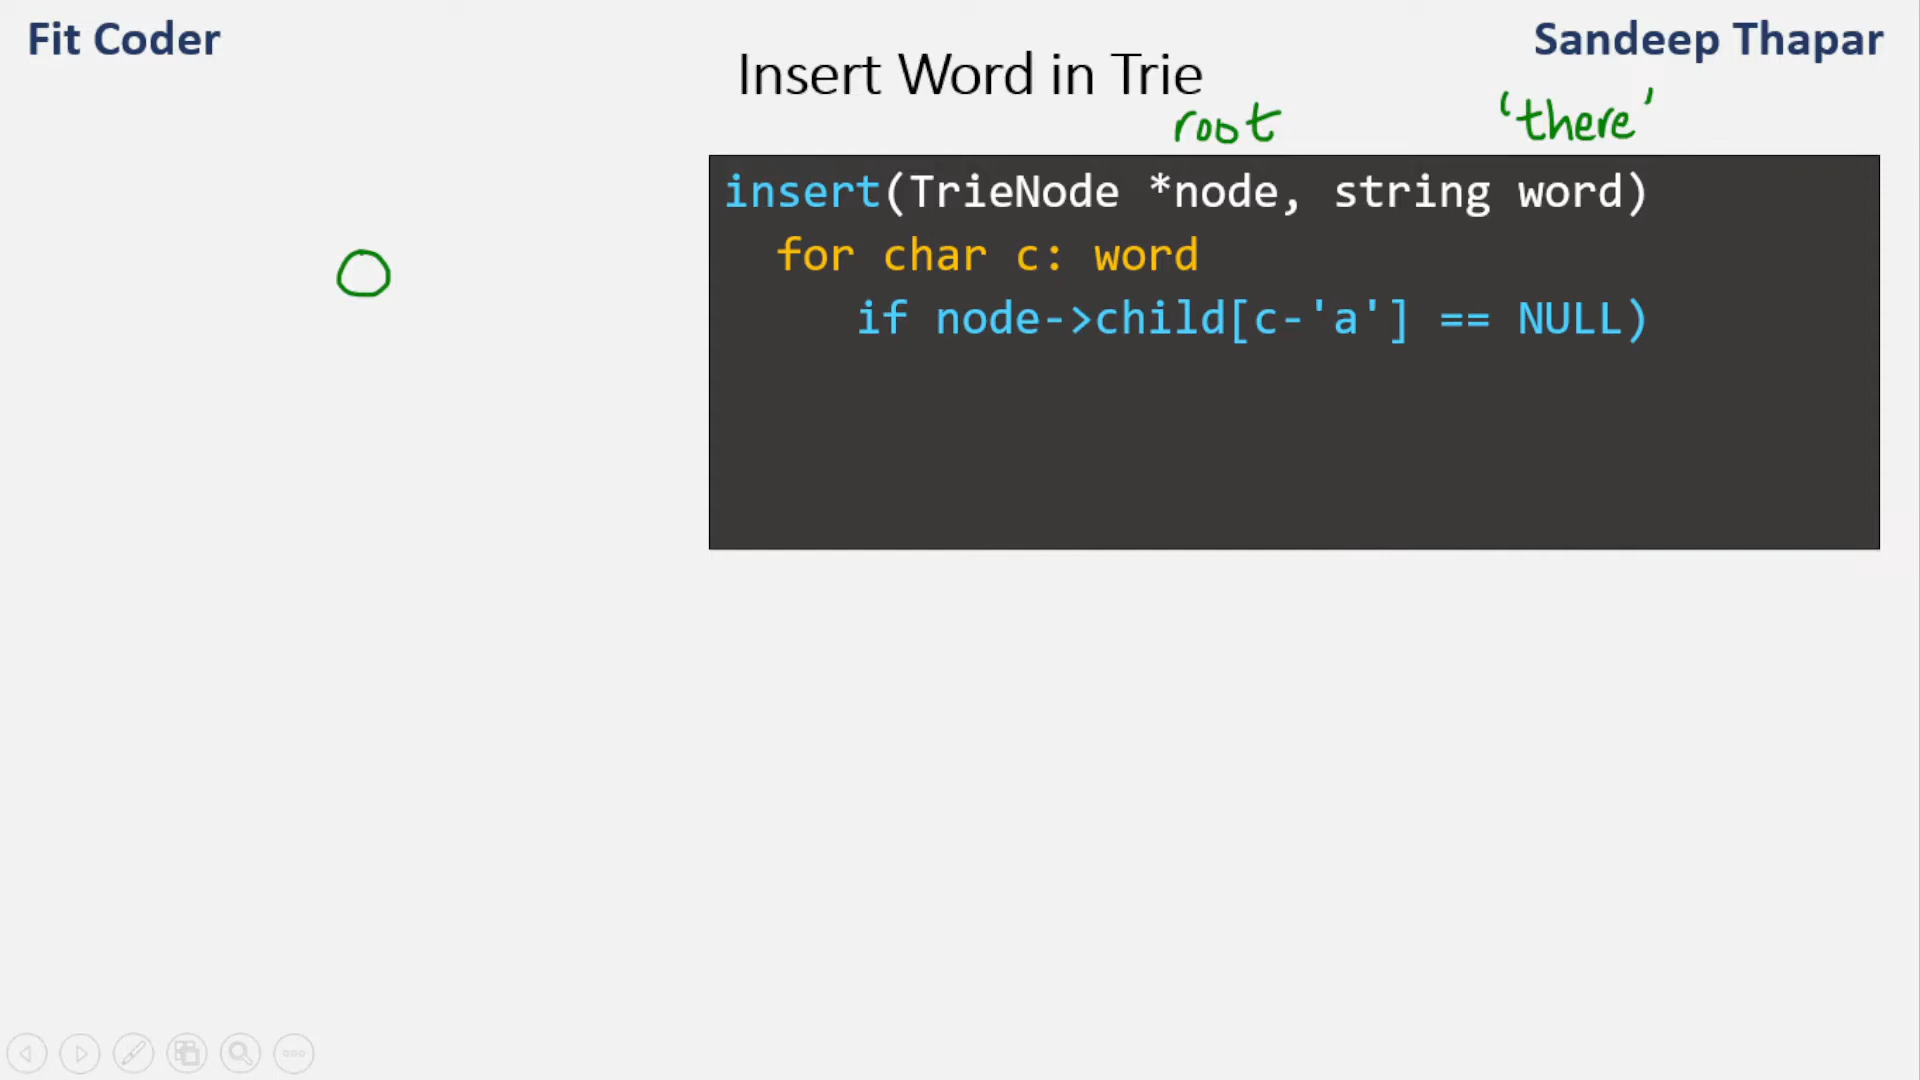 Fit Coder
Sandeep Thapar
Insert Word in Trie
root
'there'
insert(TrieNode *node, string word)
for char c: word
if node->child[c-'a'] == NULL)